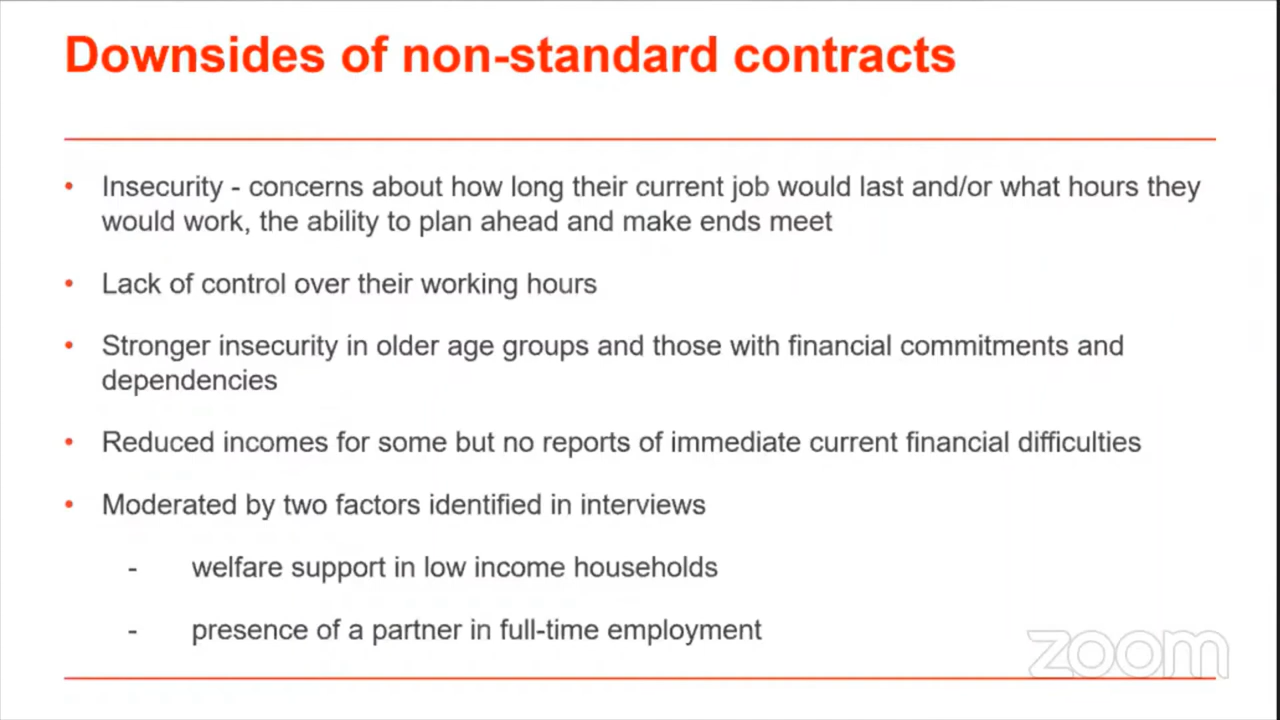 Downsides of non-standard contracts
• Insecurity - concerns about how long their current job would last and/or what hours they
would work, the ability to plan ahead and make ends meet
• Lack of control over their working hours
• Stronger insecurity in older age groups and those with financial commitments and
dependencies
• Reduced incomes for some but no reports of immediate current financial difficulties
• Moderated by two factors identified in interviews
- welfare support in low income households
- presence of a partner in full-time employment
zoom